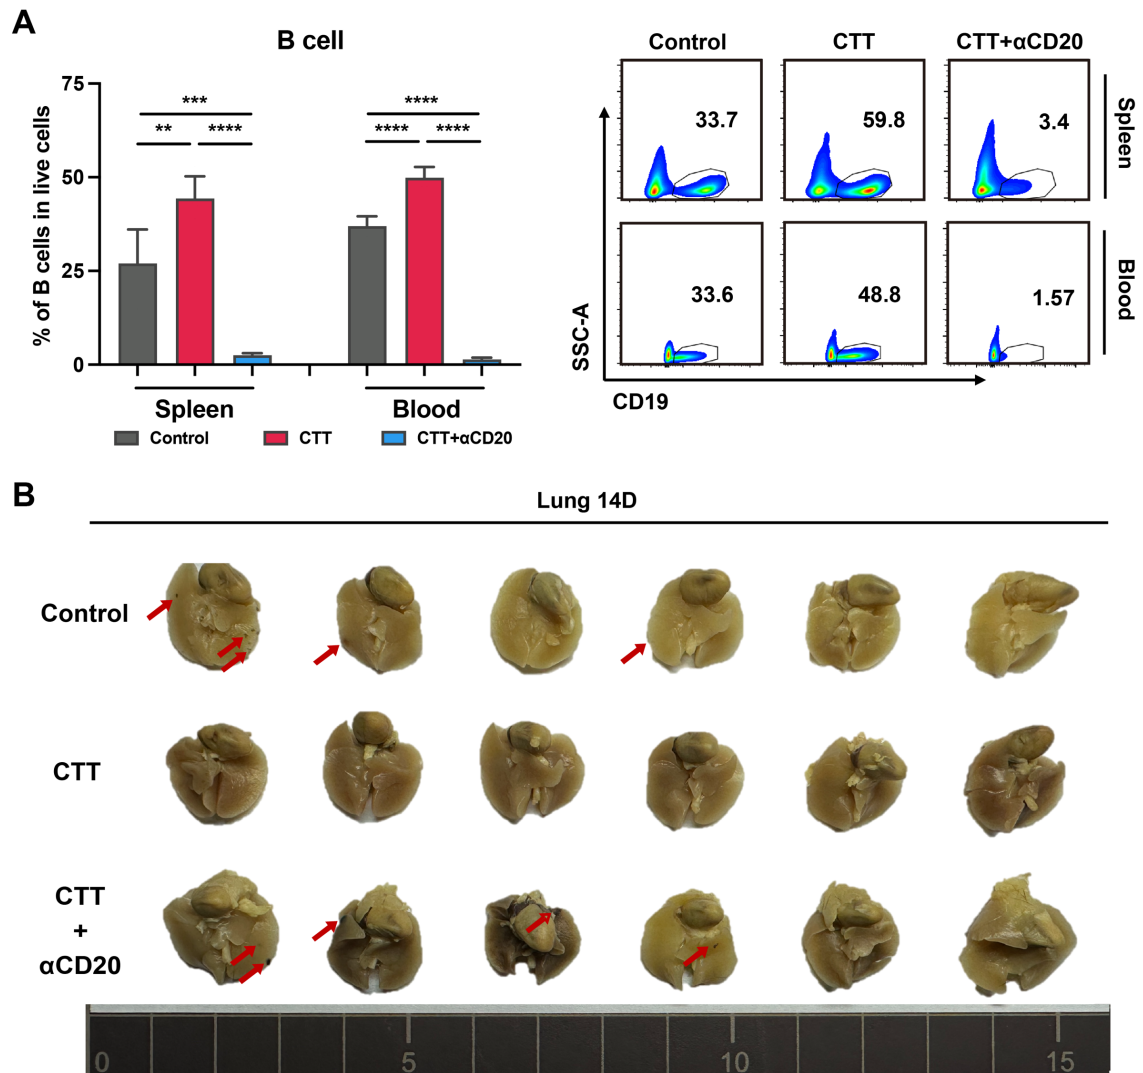 A
B cell
% of B cells in live cells
75
50
25
0
***
**
****
****
****
****
Spleen
Blood
Control
CTT
CTT+αCD20
Control
CTT
CTT+αCD20
33.7
59.8
3.4
Spleen
33.6
48.8
1.57
Blood
SSC-A
CD19
B
Lung 14D
Control
CTT
CTT
+
αCD20
0
5
10
15